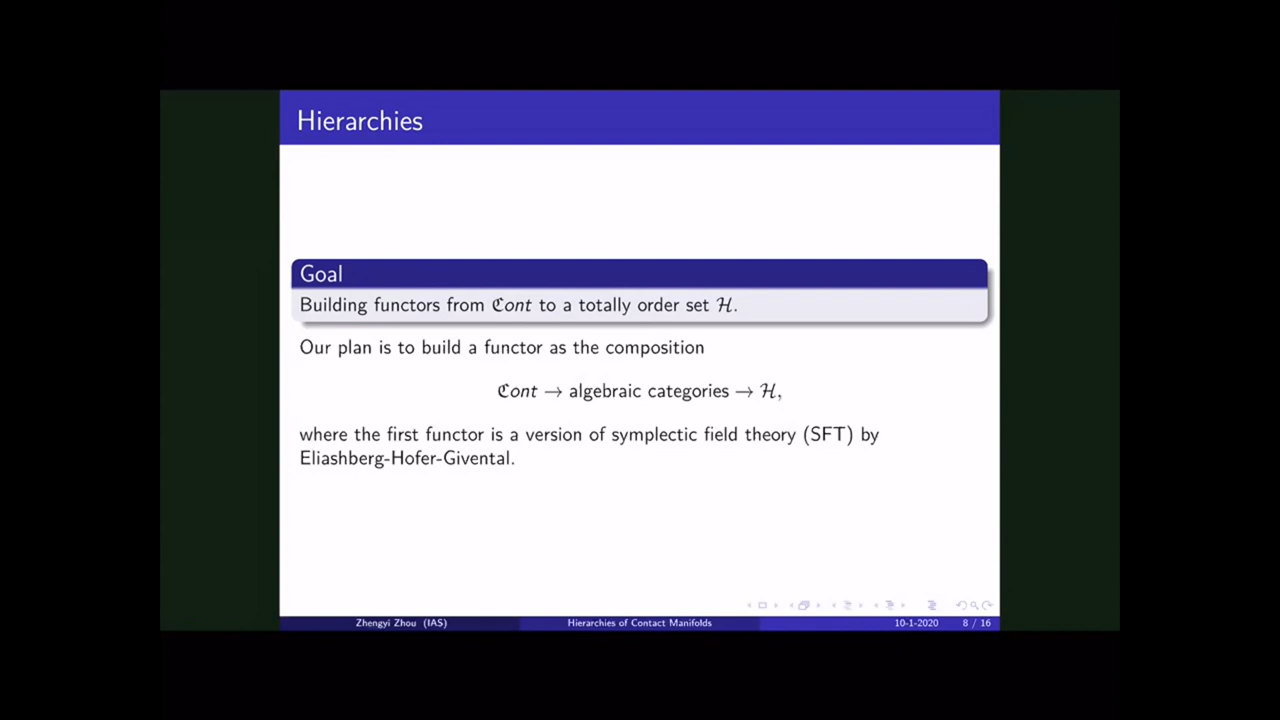 Hierarchies
Goal
Building functors from ℭont to a totally order set ℋ.
Our plan is to build a functor as the composition
ℭont → algebraic categories → ℋ,
where the first functor is a version of symplectic field theory (SFT) by
Eliashberg-Hofer-Givental.
Zhengyi Zhou (IAS) Hierarchies of Contact Manifolds 10-1-2020 8 / 16